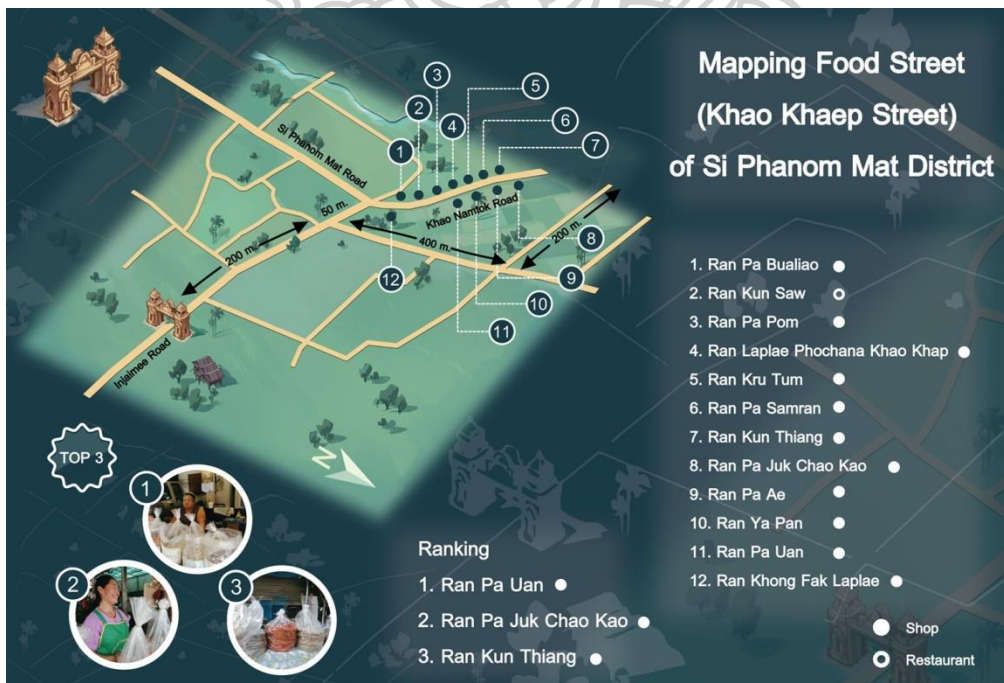 Mapping Food Street
(Khao Khaep Street)
of Si Phanom Mat District
3
5
2
6
4
7
1
Si Phanom Mat Road
50 m.
Khao Namtok Road
200 m.
400 m.
200 m.
8
12
9
10
11
Injaimee Road
N
1. Ran Pa Bualiao
2. Ran Kun Saw
3. Ran Pa Pom
4. Ran Laplae Phochana Khao Khap
5. Ran Kru Tum
6. Ran Pa Samran
7. Ran Kun Thiang
8. Ran Pa Juk Chao Kao
9. Ran Pa Ae
10. Ran Ya Pan
11. Ran Pa Uan
12. Ran Khong Fak Laplae
Shop
Restaurant
TOP 3
1
2
3
Ranking
1. Ran Pa Uan
2. Ran Pa Juk Chao Kao
3. Ran Kun Thiang